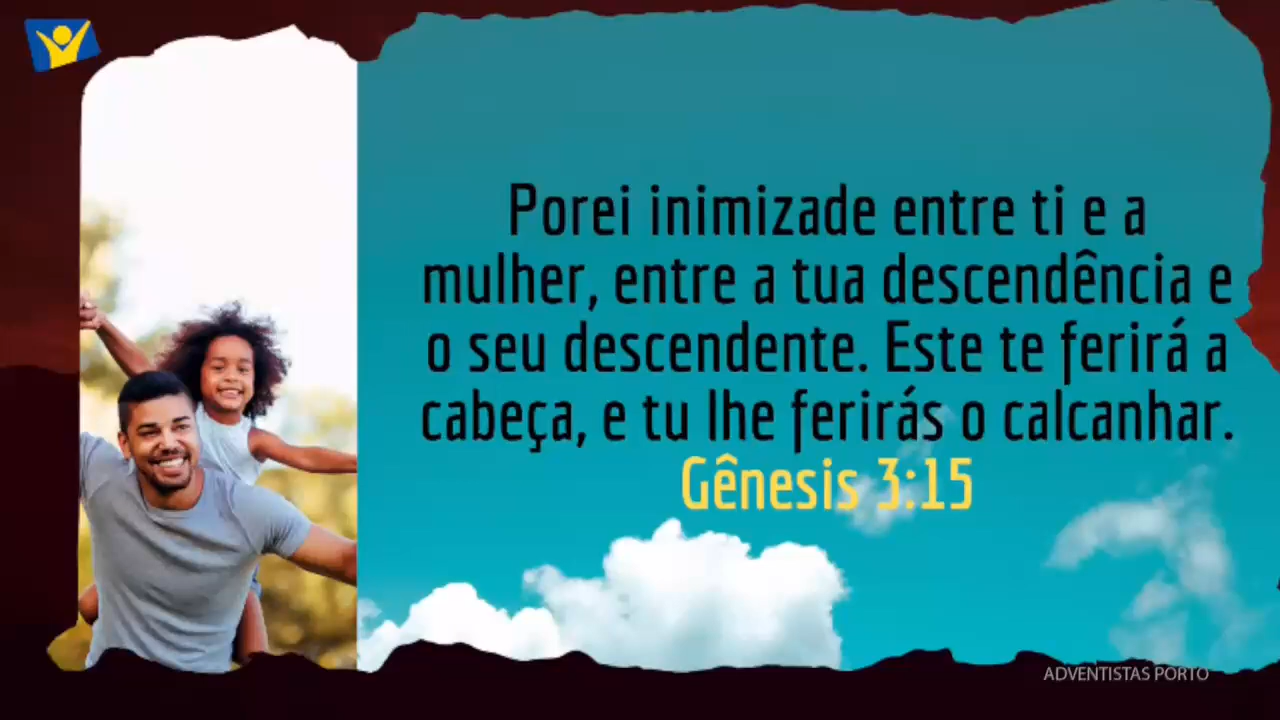 Porei inimizade entre ti e a
mulher, entre a tua descendência e
o seu descendente. Este te ferirá a
cabeça, e tu lhe ferirás o calcanhar.
Gênesis 3:15
ADVENTISTAS PORTO